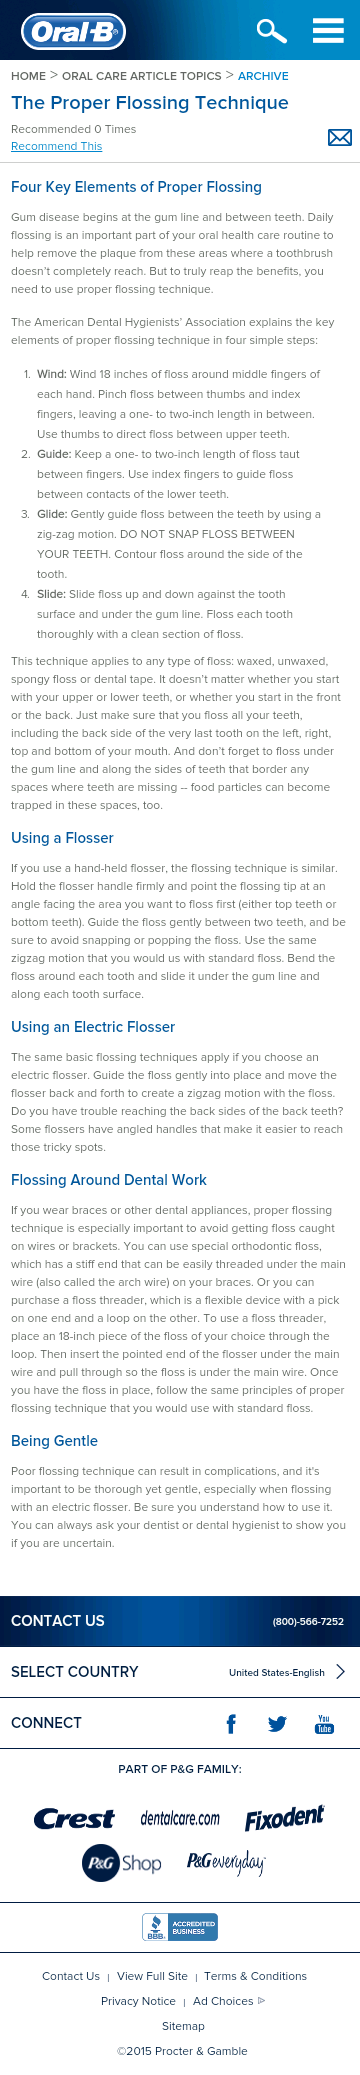 Oral-B
HOME > ORAL CARE ARTICLE TOPICS > ARCHIVE
The Proper Flossing Technique
Recommended 0 Times
Recommend This
Four Key Elements of Proper Flossing
Gum disease begins at the gum line and between teeth. Daily
flossing is an important part of your oral health care routine to
help remove the plaque from these areas where a toothbrush
doesn't completely reach. But to truly reap the benefits, you
need to use proper flossing technique.
The American Dental Hygienists' Association explains the key
elements of proper flossing technique in four simple steps:
1. Wind: Wind 18 inches of floss around middle fingers of
each hand. Pinch floss between thumbs and index
fingers, leaving a one- to two-inch length in between.
Use thumbs to direct floss between upper teeth.
2. Guide: Keep a one- to two-inch length of floss taut
between fingers. Use index fingers to guide floss
between contacts of the lower teeth.
3. Glide: Gently guide floss between the teeth by using a
zig-zag motion. DO NOT SNAP FLOSS BETWEEN
YOUR TEETH. Contour floss around the side of the
tooth.
4. Slide: Slide floss up and down against the tooth
surface and under the gum line. Floss each tooth
thoroughly with a clean section of floss.
This technique applies to any type of floss: waxed, unwaxed,
spongy floss or dental tape. It doesn't matter whether you start
with your upper or lower teeth, or whether you start in the front
or the back. Just make sure that you floss all your teeth,
including the back side of the very last tooth on the left, right,
top and bottom of your mouth. And don't forget to floss under
the gum line and along the sides of teeth that border any
spaces where teeth are missing -- food particles can become
trapped in these spaces, too.
Using a Flosser
If you use a hand-held flosser, the flossing technique is similar.
Hold the flosser handle firmly and point the flossing tip at an
angle facing the area you want to floss first (either top teeth or
bottom teeth). Guide the floss gently between two teeth, and be
sure to avoid snapping or popping the floss. Use the same
zigzag motion that you would us with standard floss. Bend the
floss around each tooth and slide it under the gum line and
along each tooth surface.
Using an Electric Flosser
The same basic flossing techniques apply if you choose an
electric flosser. Guide the floss gently into place and move the
flosser back and forth to create a zigzag motion with the floss.
Do you have trouble reaching the back sides of the back teeth?
Some flossers have angled handles that make it easier to reach
those tricky spots.
Flossing Around Dental Work
If you wear braces or other dental appliances, proper flossing
technique is especially important to avoid getting floss caught
on wires or brackets. You can use special orthodontic floss,
which has a stiff end that can be easily threaded under the main
wire (also called the arch wire) on your braces. Or you can
purchase a floss threader, which is a flexible device with a pick
on one end and a loop on the other. To use a floss threader,
place an 18-inch piece of the floss of your choice through the
loop. Then insert the pointed end of the flosser under the main
wire and pull through so the floss is under the main wire. Once
you have the floss in place, follow the same principles of proper
flossing technique that you would use with standard floss.
Being Gentle
Poor flossing technique can result in complications, and it's
important to be thorough yet gentle, especially when flossing
with an electric flosser. Be sure you understand how to use it.
You can always ask your dentist or dental hygienist to show you
if you are uncertain.
CONTACT US (800)-566-7252
SELECT COUNTRY United States-English
CONNECT You Tube
PART OF P&G FAMILY:
Crest dentalcare.com Fixodent
P&G Shop P&G everyday
BBB. ACCREDITED BUSINESS
Contact Us | View Full Site | Terms & Conditions
Privacy Notice | Ad Choices
Sitemap
©2015 Procter & Gamble